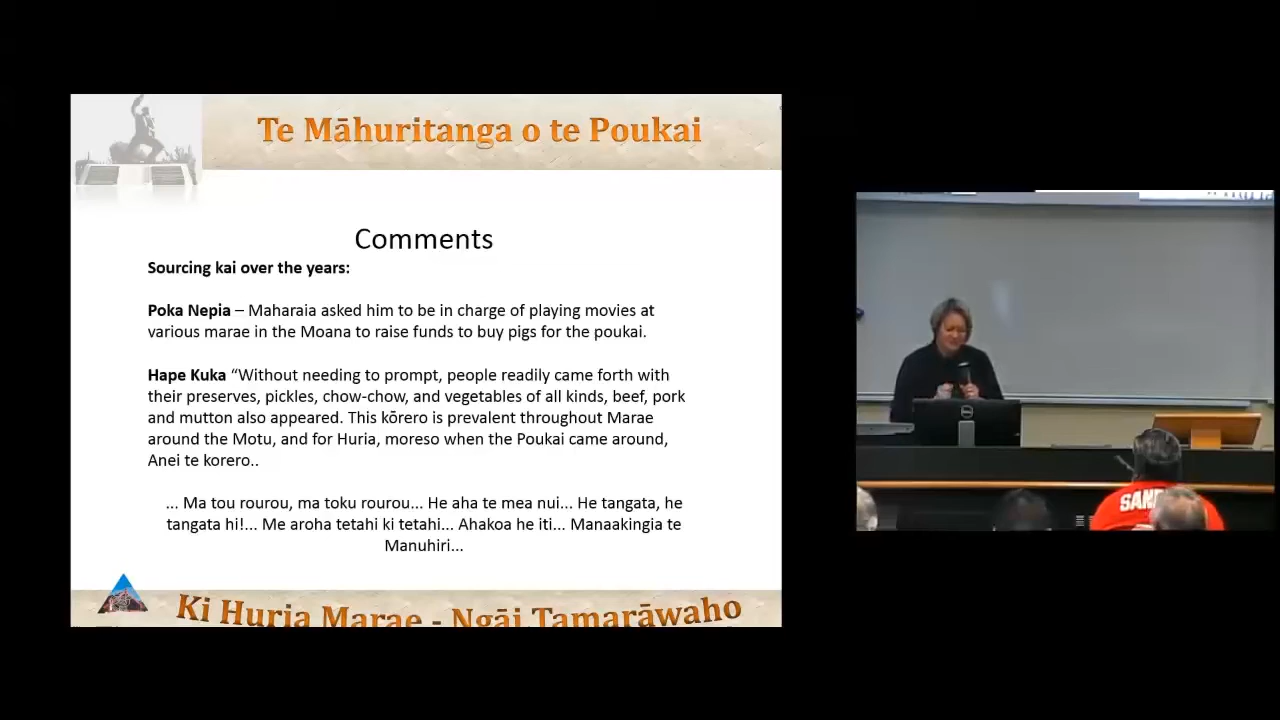 Te Māhuritanga o te Poukai
Comments
Sourcing kai over the years:
Poka Nepia – Maharaia asked him to be in charge of playing movies at
various marae in the Moana to raise funds to buy pigs for the poukai.
Hape Kuka “Without needing to prompt, people readily came forth with
their preserves, pickles, chow-chow, and vegetables of all kinds, beef, pork
and mutton also appeared. This kōrero is prevalent throughout Marae
around the Motu, and for Huria, moreso when the Poukai came around,
Anei te korero..
... Ma tou rourou, ma toku rourou... He aha te mea nui... He tangata, he
tangata hi!... Me aroha tetahi ki tetahi... Ahakoa he iti... Manaakingia te
Manuhiri...
Ki Huria Marae - Ngāi Tamarāwaho
DELL